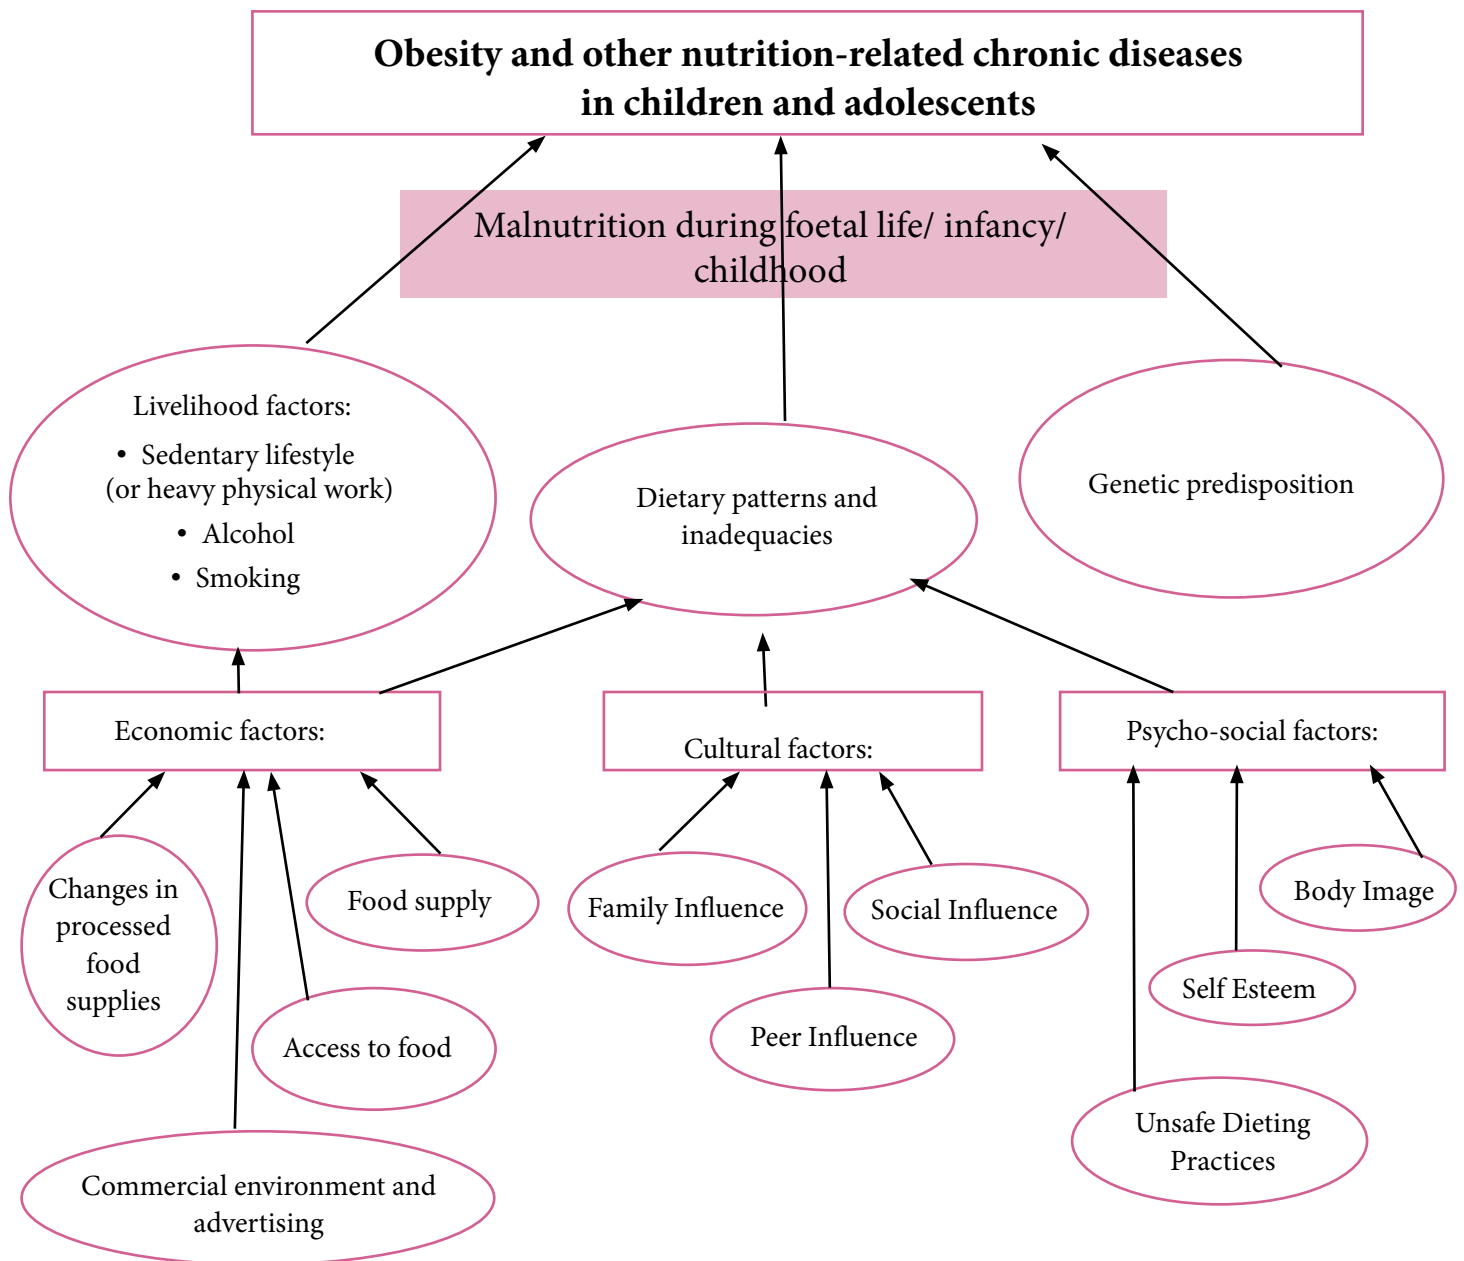 Obesity and other nutrition-related chronic diseases
in children and adolescents
Malnutrition during foetal life/ infancy/
childhood
Livelihood factors:
• Sedentary lifestyle
(or heavy physical work)
• Alcohol
• Smoking
Dietary patterns and
inadequacies
Genetic predisposition
Economic factors:
Cultural factors:
Psycho-social factors:
Changes in
processed
food
supplies
Food supply
Access to food
Commercial environment and
advertising
Family Influence
Social Influence
Peer Influence
Body Image
Self Esteem
Unsafe Dieting
Practices